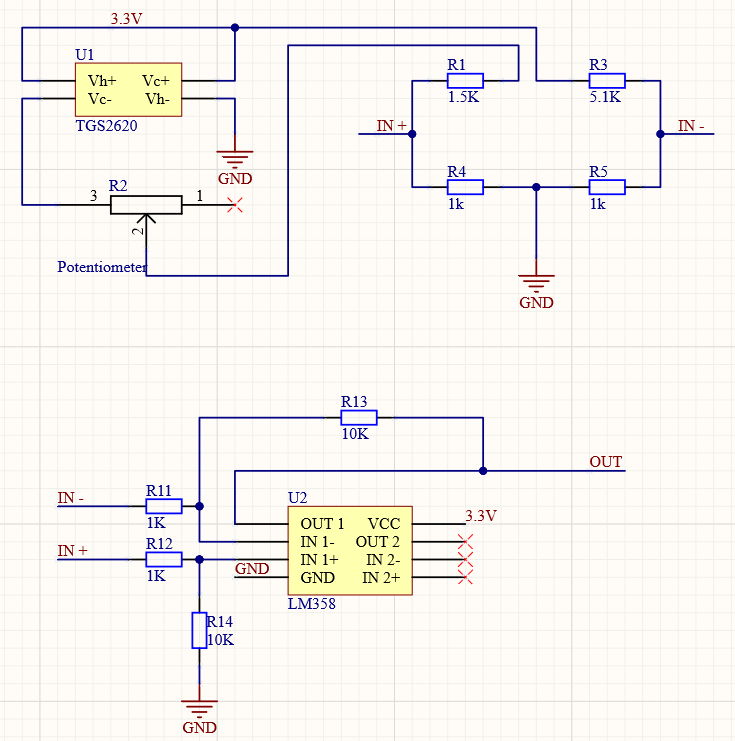 3.3V
U1
Vh+ Vc+
Vc- Vh-
TGS2620
GND
R2
3 1
2
Potentiometer
R1
1.5K
R3
5.1K
IN +
IN -
R4
1k
R5
1k
GND
R13
10K
OUT
IN -
R11
1K
IN +
R12
1K
U2
OUT 1 VCC
IN 1- OUT 2
IN 1+ IN 2-
GND IN 2+
LM358
3.3V
GND
R14
10K
GND